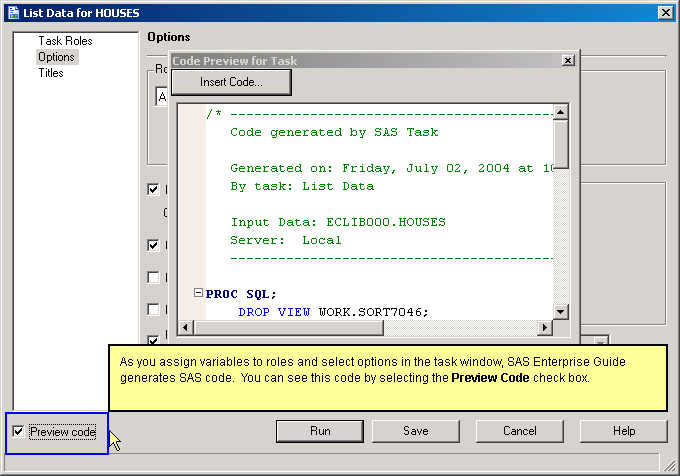 List Data for HOUSES
Task Roles
Options
Titles
Options
Code Preview for Task
Insert Code...
/* ----------------------------------------
Code generated by SAS Task
Generated on: Friday, July 02, 2004 at 10
By task: List Data
Input Data: ECLIB000.HOUSES
Server:  Local
----------------------------------------
PROC SQL;
DROP VIEW WORK.SORT7046;
As you assign variables to roles and select options in the task window, SAS Enterprise Guide
generates SAS code.  You can see this code by selecting the Preview Code check box.
Preview code
Run
Save
Cancel
Help